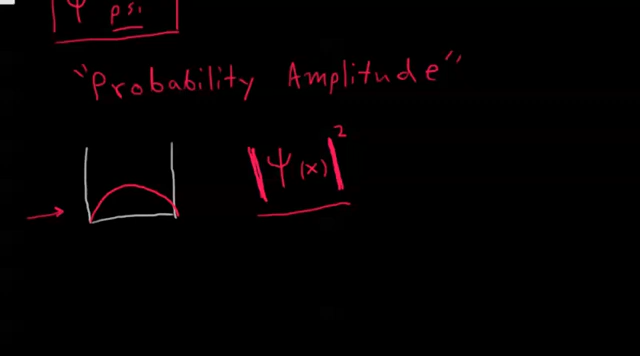 ψ psi
"Probability Amplitude"
|ψ(x)|²